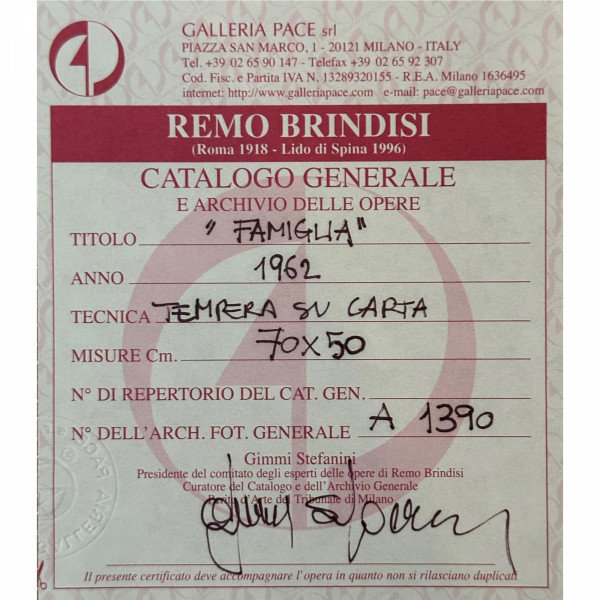 GALLERIA PACE srl
PIAZZA SAN MARCO, 1 - 20121 MILANO - ITALY
Tel. +39 02 65 90 147 - Telefax +39 02 65 92 307
Cod. Fisc. e Partita IVA N. 13289320155 - R.E.A. Milano 1636495
internet: http://www.galleriapace.com e-mail: pace@galleriapace.com
REMO BRINDISI
(Roma 1918 - Lido di Spina 1996)
CATALOGO GENERALE
E ARCHIVIO DELLE OPERE
TITOLO "FAMIGLIA"
ANNO 1962
TECNICA TEMPERA SU CARTA
MISURE Cm. 70X50
N° DI REPERTORIO DEL CAT. GEN.
N° DELL'ARCH. FOT. GENERALE A 1390
Gimmi Stefanini
Presidente del comitato degli esperti delle opere di Remo Brindisi
Curatore del Catalogo e dell'Archivio Generale
Perito d'Arte del Tribunale di Milano
Il presente certificato deve accompagnare l'opera in quanto non si rilasciano duplicati